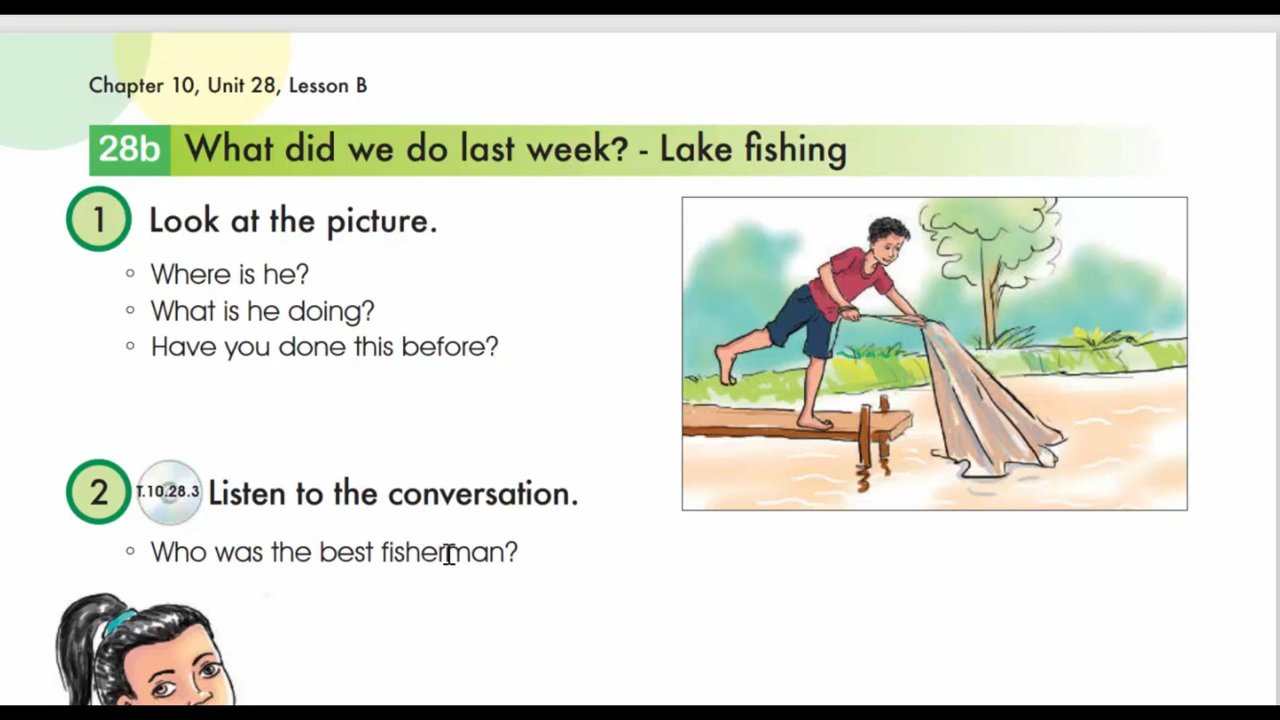 Chapter 10, Unit 28, Lesson B
28b What did we do last week? - Lake fishing
1 Look at the picture.
◦ Where is he?
◦ What is he doing?
◦ Have you done this before?
2 T.10.28.3 Listen to the conversation.
◦ Who was the best fisherman?